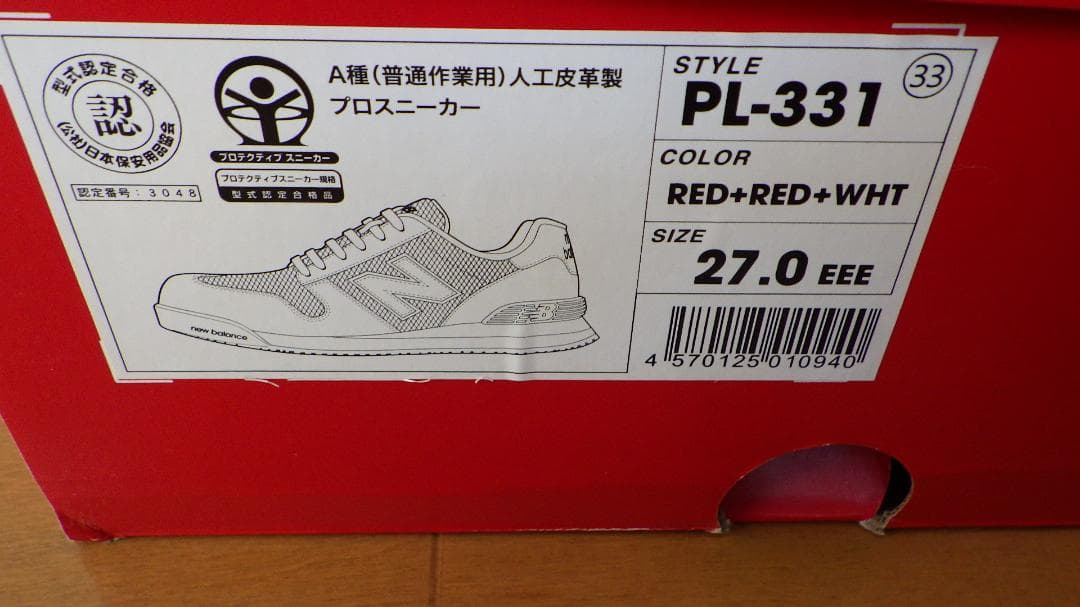 型式認定合格
認
(公社)日本保安用品協会
認定番号:3048
プロテクティブ スニーカー
プロテクティブスニーカー規格
型式認定合格品
A種(普通作業用)人工皮革製
プロスニーカー
new balance
N
NB
STYLE
PL-331
33
COLOR
RED+RED+WHT
SIZE
27.0 EEE
4 570125 010940